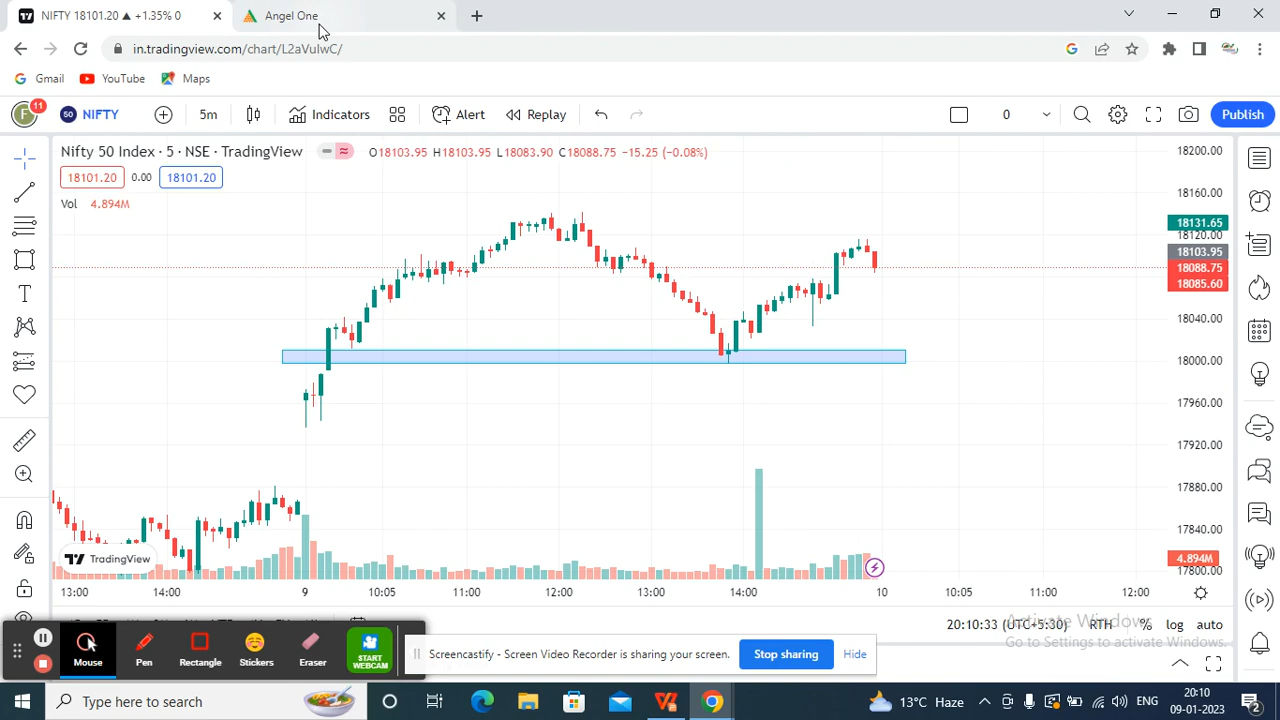 NIFTY 18101.20 ▲ +1.35% 0
Angel One
in.tradingview.com/chart/L2aVulwC/
Gmail YouTube Maps
F 11 50 NIFTY 5m Indicators Alert Replay 0 Publish
Nifty 50 Index · 5 · NSE · TradingView O18103.95 H18103.95 L18083.90 C18088.75 −15.25 (−0.08%)
18101.20 0.00 18101.20
Vol 4.894M
18200.00
18160.00
18131.65
18120.00
18103.95
18088.75
18085.60
18040.00
18000.00
17960.00
17920.00
17880.00
17840.00
4.894M
17800.00
TradingView
13:00 14:00 9 10:05 11:00 12:00 13:00 14:00 10 10:05 11:00 12:00
20:10:33 (UTC+5:30) RTH % log auto
Activate Windows
Go to Settings to activate Windows.
Mouse Pen Rectangle Stickers Eraser START WEBCAM
Screencastify - Screen Video Recorder is sharing your screen. Stop sharing Hide
Type here to search
13°C Haze ENG 20:10
09-01-2023 2